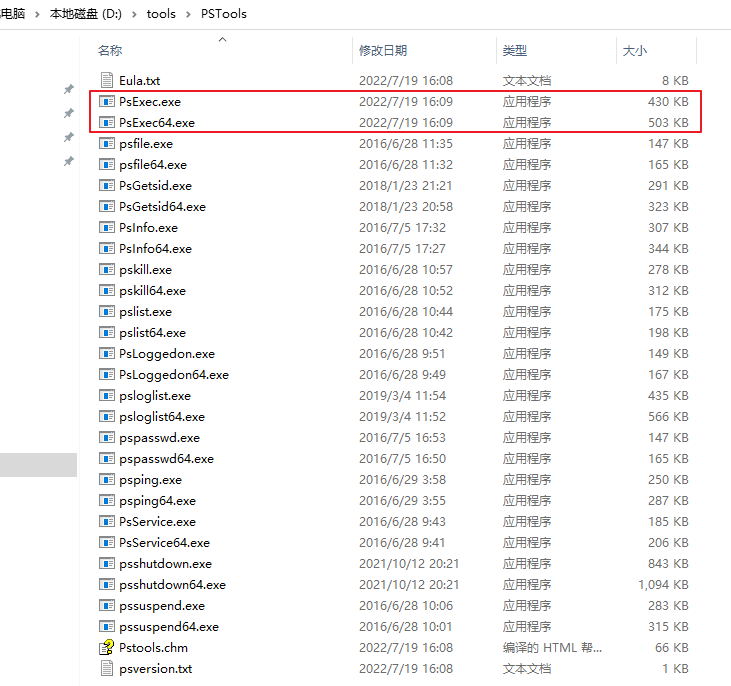 电脑 › 本地磁盘 (D:) › tools › PSTools
名称 修改日期 类型 大小
Eula.txt 2022/7/19 16:08 文本文档 8 KB
PsExec.exe 2022/7/19 16:09 应用程序 430 KB
PsExec64.exe 2022/7/19 16:09 应用程序 503 KB
psfile.exe 2016/6/28 11:35 应用程序 147 KB
psfile64.exe 2016/6/28 11:32 应用程序 165 KB
PsGetsid.exe 2018/1/23 21:21 应用程序 291 KB
PsGetsid64.exe 2018/1/23 20:58 应用程序 323 KB
PsInfo.exe 2016/7/5 17:32 应用程序 307 KB
PsInfo64.exe 2016/7/5 17:27 应用程序 344 KB
pskill.exe 2016/6/28 10:57 应用程序 278 KB
pskill64.exe 2016/6/28 10:52 应用程序 312 KB
pslist.exe 2016/6/28 10:44 应用程序 175 KB
pslist64.exe 2016/6/28 10:42 应用程序 198 KB
PsLoggedon.exe 2016/6/28 9:51 应用程序 149 KB
PsLoggedon64.exe 2016/6/28 9:49 应用程序 167 KB
psloglist.exe 2019/3/4 11:54 应用程序 435 KB
psloglist64.exe 2019/3/4 11:52 应用程序 566 KB
pspasswd.exe 2016/7/5 16:53 应用程序 147 KB
pspasswd64.exe 2016/7/5 16:50 应用程序 165 KB
psping.exe 2016/6/29 3:58 应用程序 250 KB
psping64.exe 2016/6/29 3:55 应用程序 287 KB
PsService.exe 2016/6/28 9:43 应用程序 185 KB
PsService64.exe 2016/6/28 9:41 应用程序 206 KB
psshutdown.exe 2021/10/12 20:21 应用程序 843 KB
psshutdown64.exe 2021/10/12 20:21 应用程序 1,094 KB
pssuspend.exe 2016/6/28 10:06 应用程序 283 KB
pssuspend64.exe 2016/6/28 10:01 应用程序 315 KB
Pstools.chm 2022/7/19 16:08 编译的 HTML 帮... 66 KB
psversion.txt 2022/7/19 16:08 文本文档 1 KB